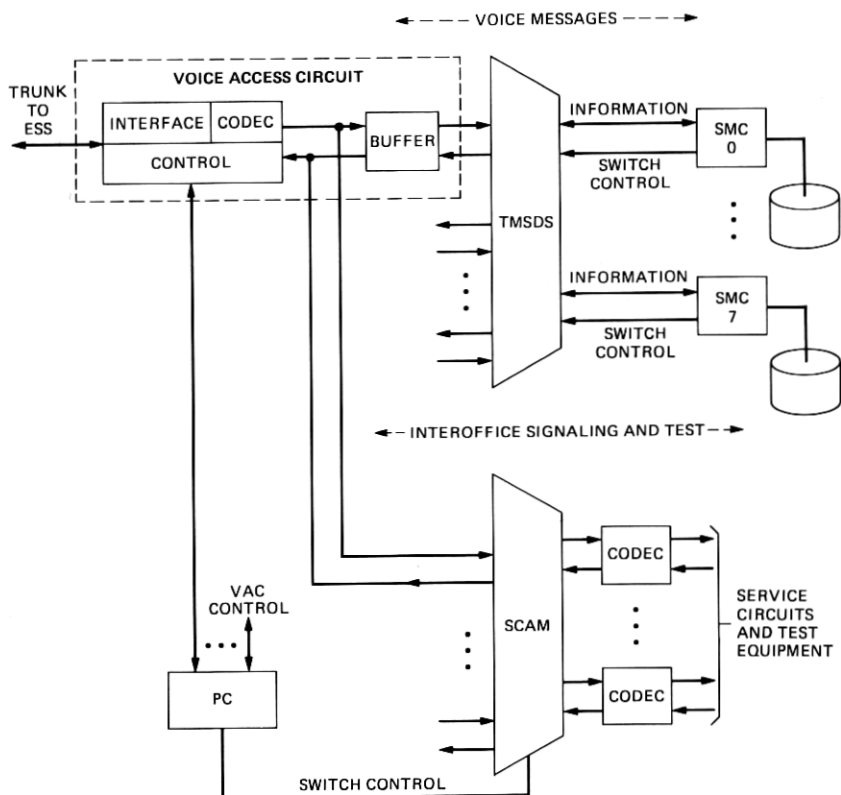 VOICE MESSAGES
VOICE ACCESS CIRCUIT
TRUNK
TO
ESS
INTERFACE
CODEC
CONTROL
BUFFER
TMSDS
INFORMATION
SWITCH
CONTROL
SMC
0
INFORMATION
SWITCH
CONTROL
SMC
7
INTEROFFICE SIGNALING AND TEST
SCAM
CODEC
CODEC
SERVICE
CIRCUITS
AND TEST
EQUIPMENT
VAC
CONTROL
PC
SWITCH CONTROL